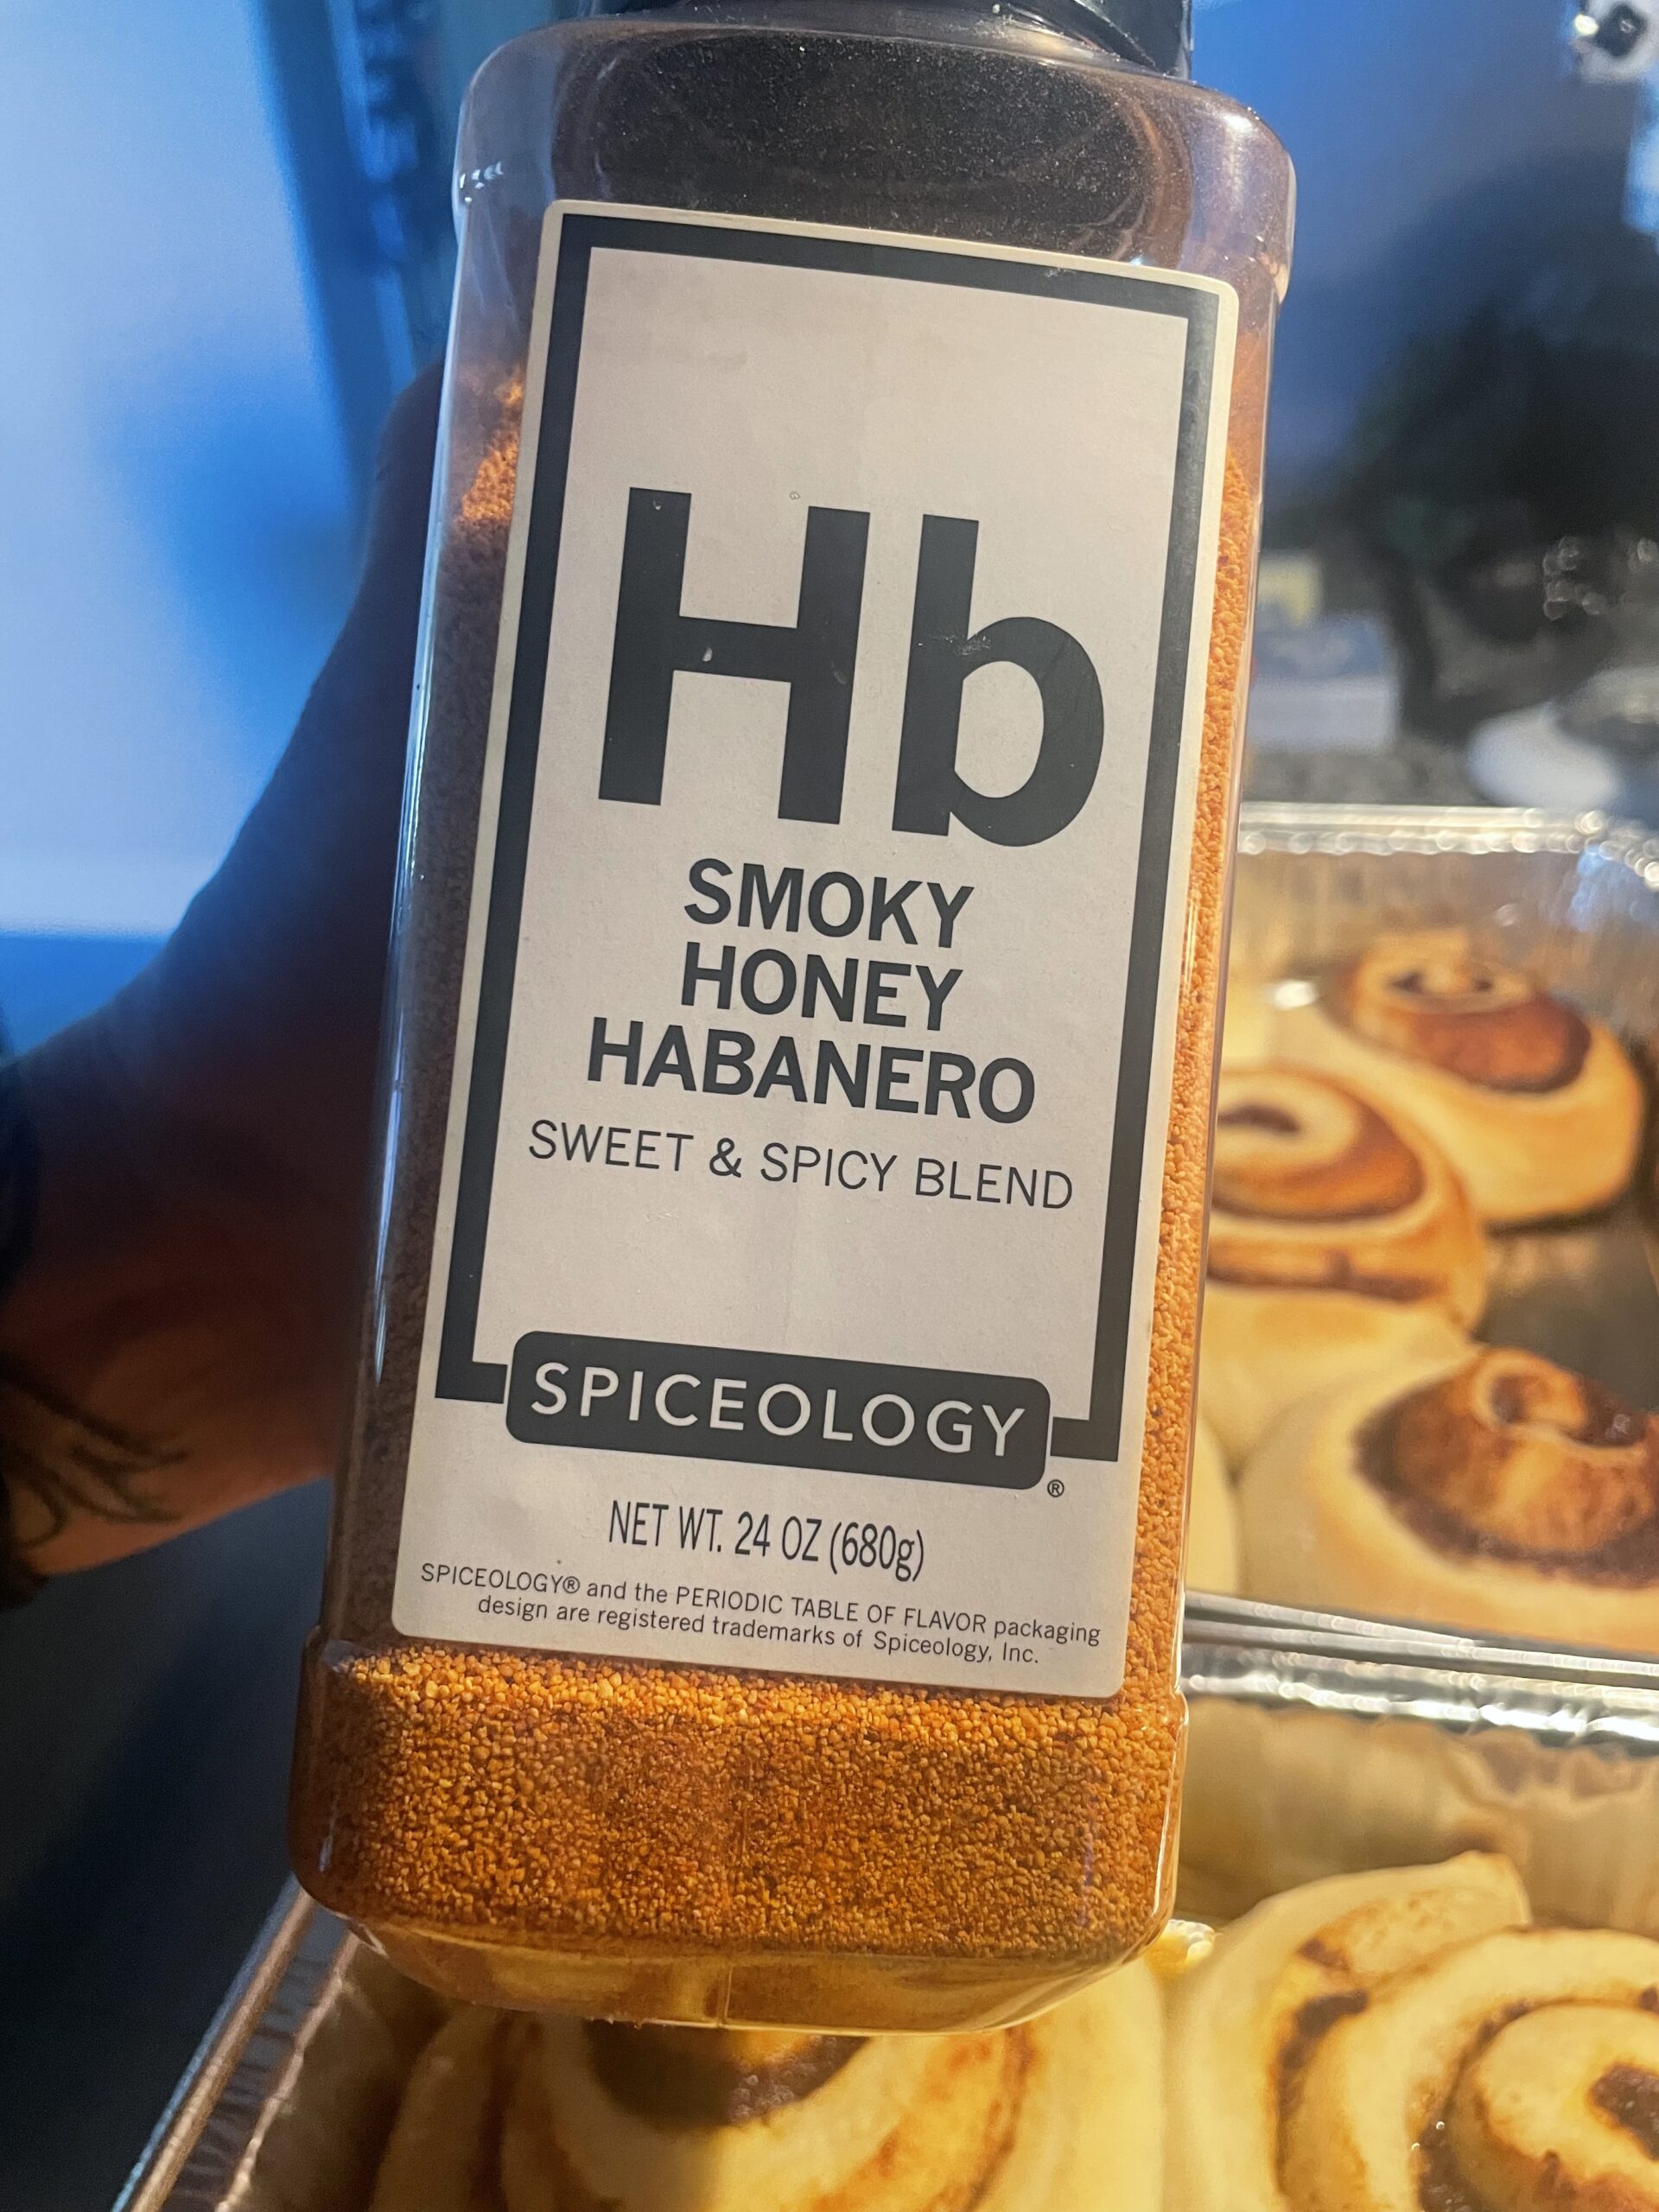 Hb
SMOKY
HONEY
HABANERO
SWEET & SPICY BLEND
SPICEOLOGY
®
NET WT. 24 OZ (680g)
SPICEOLOGY® and the PERIODIC TABLE OF FLAVOR packaging
design are registered trademarks of Spiceology, Inc.